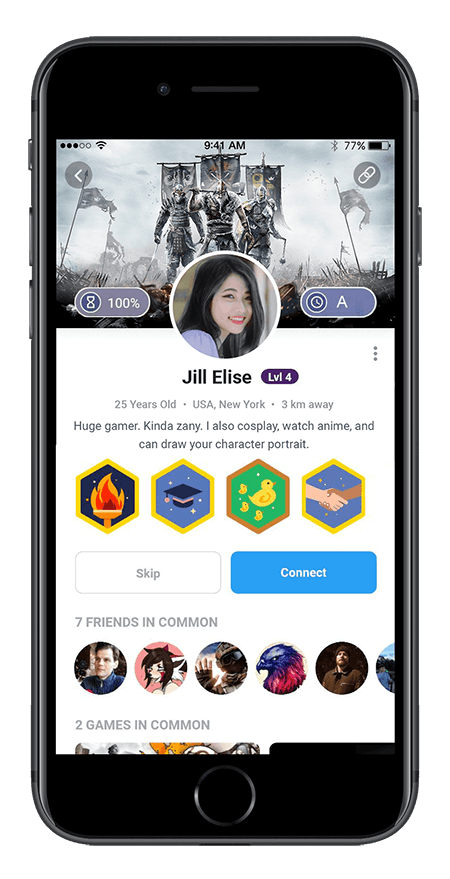 9:41 AM 77%
100% A
Jill Elise Lvl 4
25 Years Old • USA, New York • 3 km away
Huge gamer. Kinda zany. I also cosplay, watch anime, and
can draw your character portrait.
Skip Connect
7 FRIENDS IN COMMON
2 GAMES IN COMMON